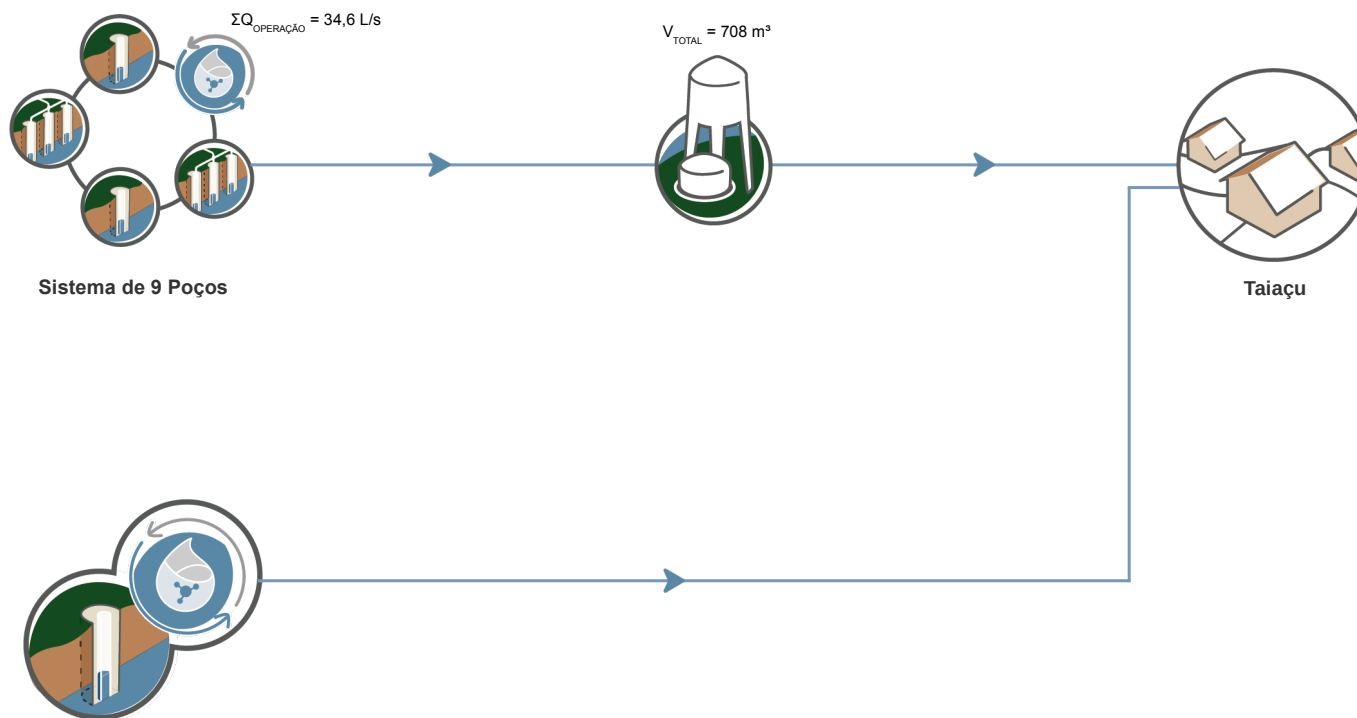 ΣQOPERAÇÃO = 34,6 L/s
VTOTAL = 708 m³
Sistema de 9 Poços
Taiaçu